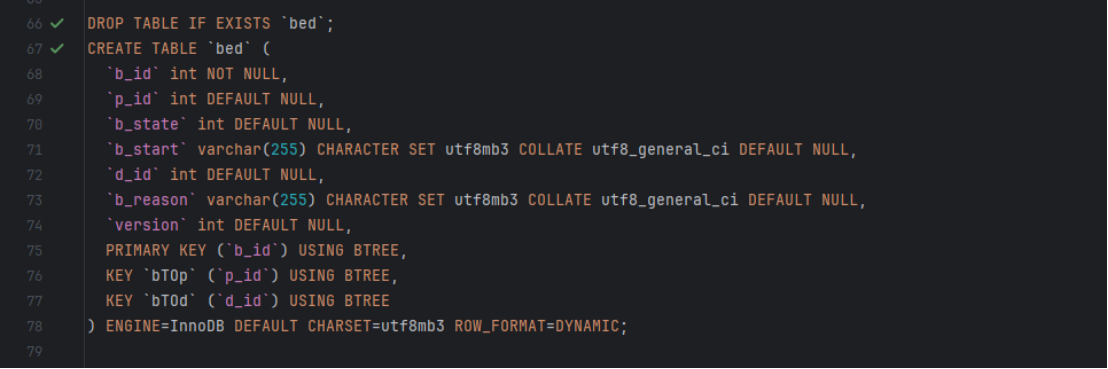 66 DROP TABLE IF EXISTS `bed`;
67 CREATE TABLE `bed` (
68 `b_id` int NOT NULL,
69 `p_id` int DEFAULT NULL,
70 `b_state` int DEFAULT NULL,
71 `b_start` varchar(255) CHARACTER SET utf8mb3 COLLATE utf8_general_ci DEFAULT NULL,
72 `d_id` int DEFAULT NULL,
73 `b_reason` varchar(255) CHARACTER SET utf8mb3 COLLATE utf8_general_ci DEFAULT NULL,
74 `version` int DEFAULT NULL,
75 PRIMARY KEY (`b_id`) USING BTREE,
76 KEY `bTOp` (`p_id`) USING BTREE,
77 KEY `bTOd` (`d_id`) USING BTREE
78 ) ENGINE=InnoDB DEFAULT CHARSET=utf8mb3 ROW_FORMAT=DYNAMIC;
79